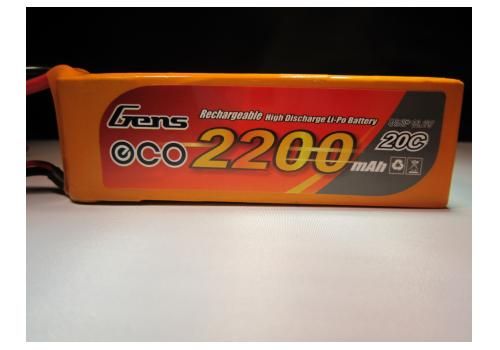 Gens
Rechargeable High Discharge Li-Po Battery
eco 2200 mAh
20C